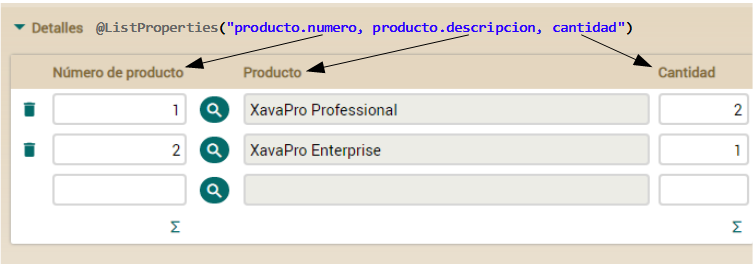 Detalles @ListProperties("producto.numero, producto.descripcion, cantidad")
Número de producto Producto Cantidad
1 XavaPro Professional 2
2 XavaPro Enterprise 1
Σ Σ